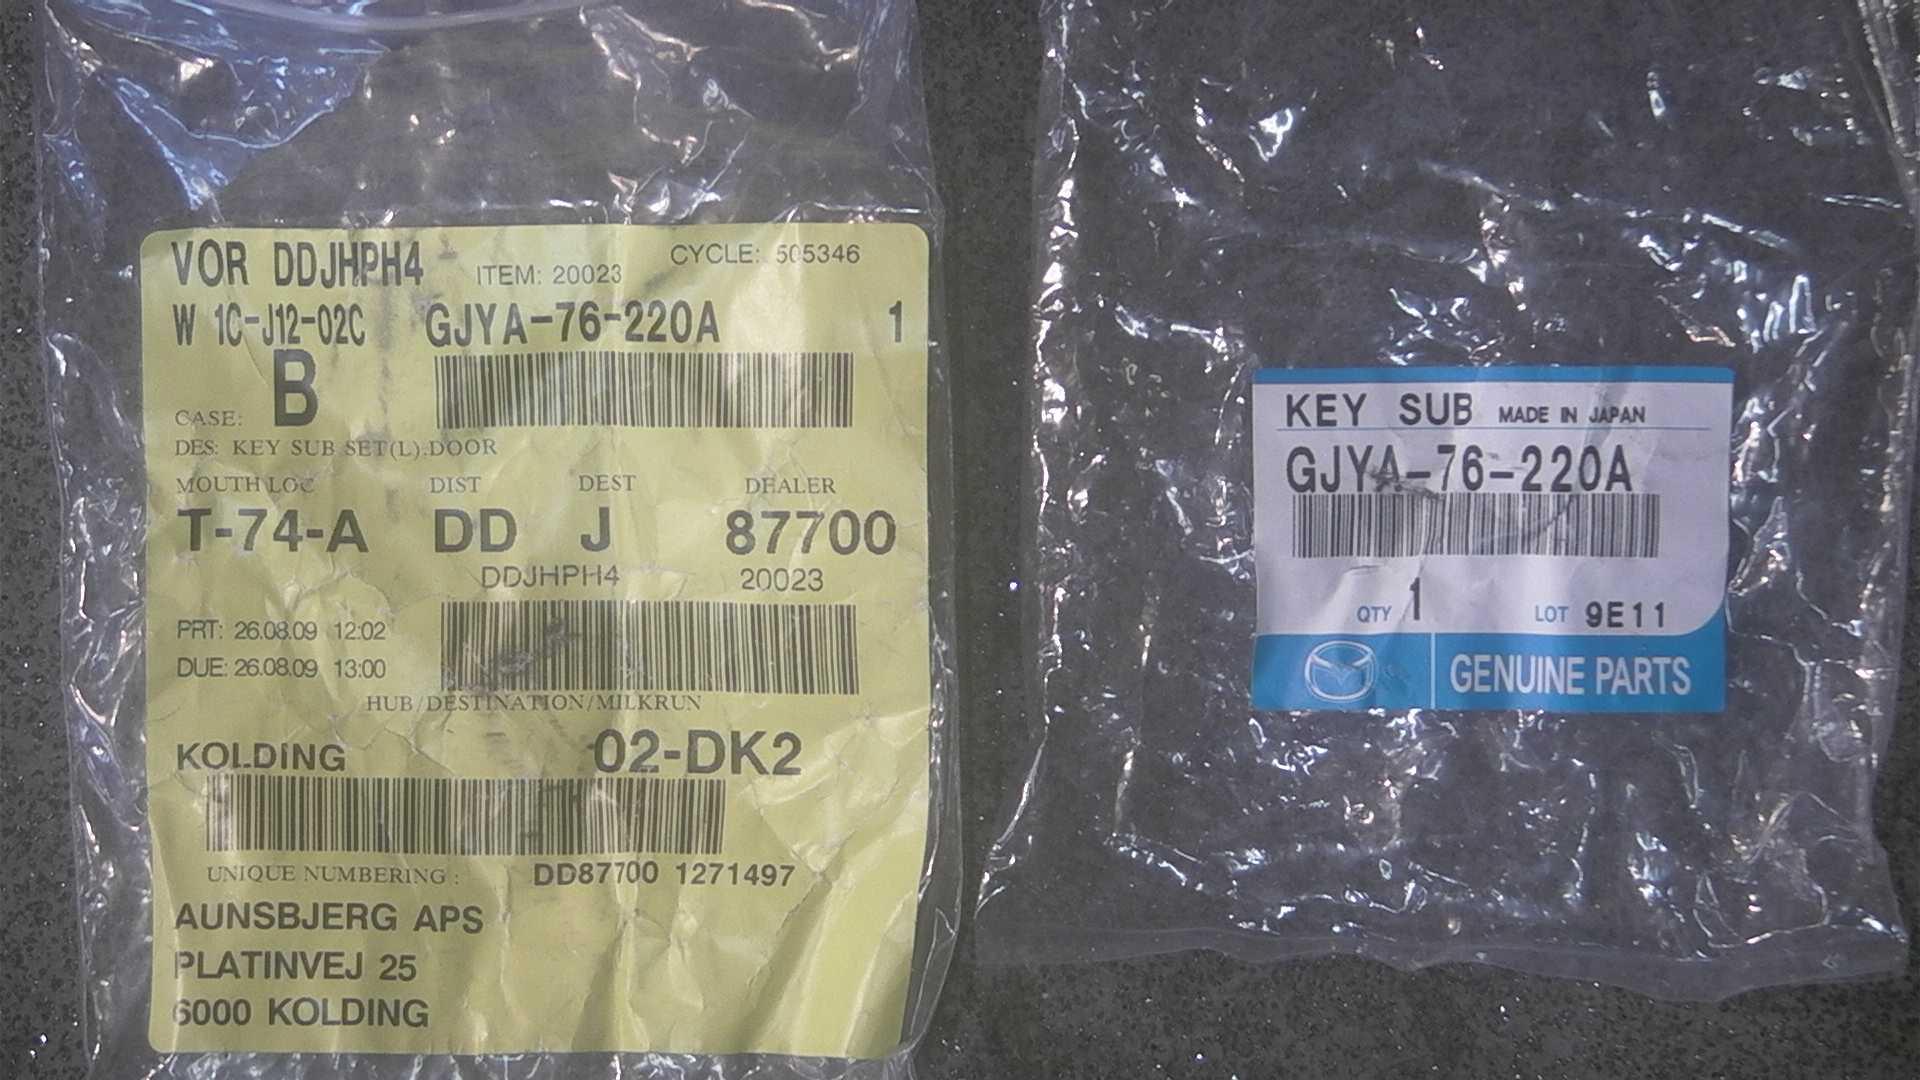 VOR DDJHPH4 ITEM: 20023 CYCLE: 505346
W 1C-J12-02C GJYA-76-220A 1
CASE: B
DES: KEY SUB SET(L).DOOR
MOUTH LOC DIST DEST DEALER
T-74-A DD J 87700
DDJHPH4 20023
PRT: 26.08.09 12:02
DUE: 26.08.09 13:00
HUB/DESTINATION/MILKRUN
KOLDING 02-DK2
UNIQUE NUMBERING: DD87700 1271497
AUNSBJERG APS
PLATINVEJ 25
6000 KOLDING
KEY SUB MADE IN JAPAN
GJYA-76-220A
QTY 1 LOT 9E11
GENUINE PARTS